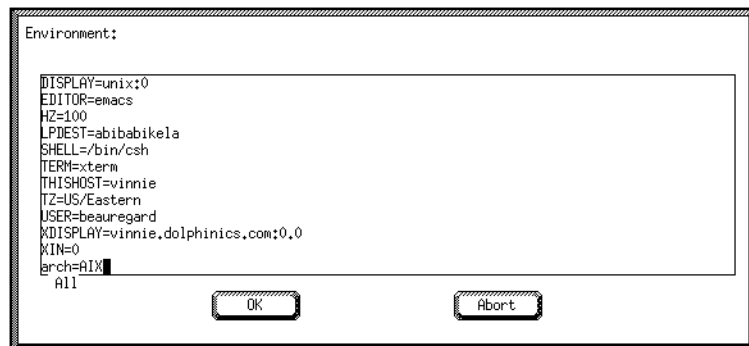 Environment:
DISPLAY=unix:0
EDITOR=emacs
HZ=100
LPDEST=abibabikela
SHELL=/bin/csh
TERM=xterm
THISHOST=vinnie
TZ=US/Eastern
USER=beauregard
XDISPLAY=vinnie.dolphinics.com:0.0
XIN=0
arch=AIX
All
OK Abort